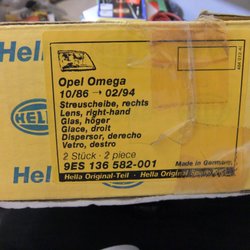 Hella
Opel Omega
10/86 → 02/94
Streuscheibe, rechts
Lens, right-hand
Glas, höger
Glace, droit
Dispersor, derecho
Vetro, destro
2 Stück · 2 piece
9ES 136 582-001
Made in Germany
Hella Original-Teil · Hella Original Spare Part
HELLA
Hella